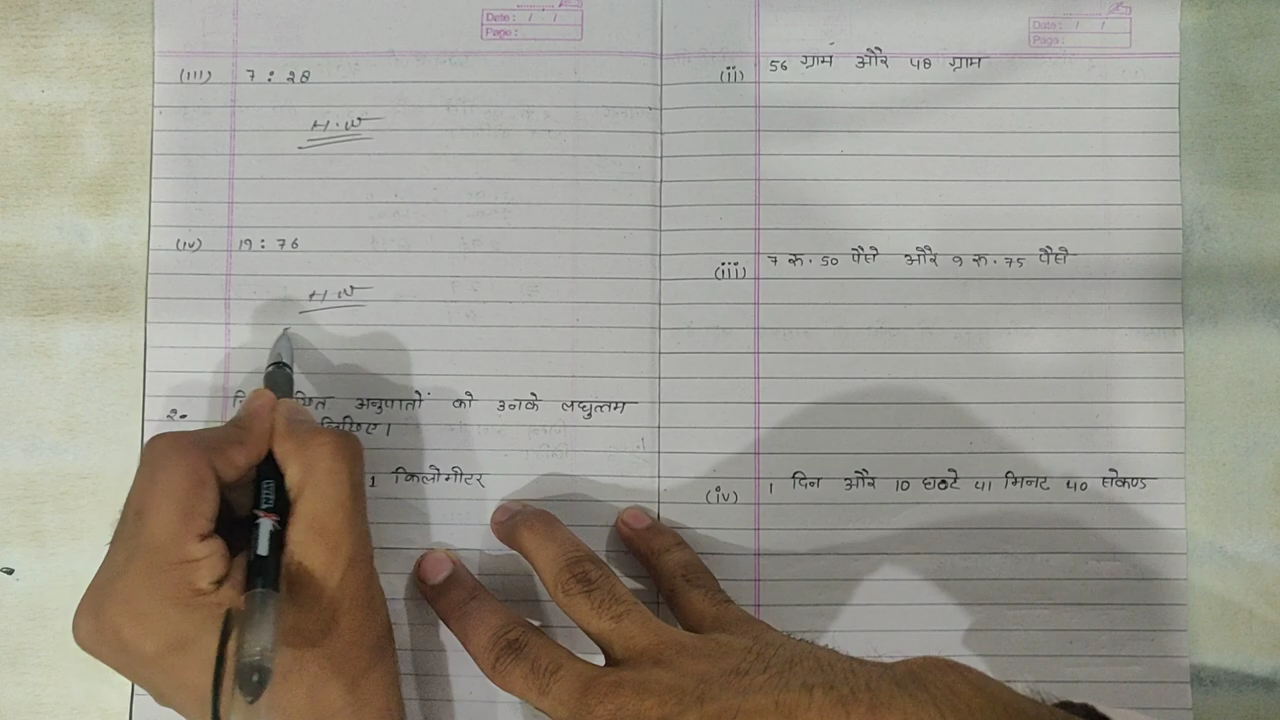 Date: / /
Page:
(iii) 7 : 28
H.W
(iv) 19 : 76
H.W
2. अनुपातों को उनके लघुत्तम
लिखिए।
1 किलोमीटर
Date: / /
Page:
(ii) 56 ग्राम और 48 ग्राम
(iii) 7 रू. 50 पैसे और 9 रू. 75 पैसे
(iv) 1 दिन और 10 घण्टे 41 मिनट 40 सेकण्ड